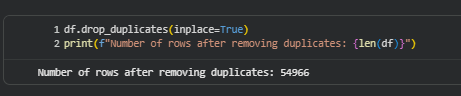 1 df.drop_duplicates(inplace=True)
2 print(f"Number of rows after removing duplicates: {len(df)}")
Number of rows after removing duplicates: 54966